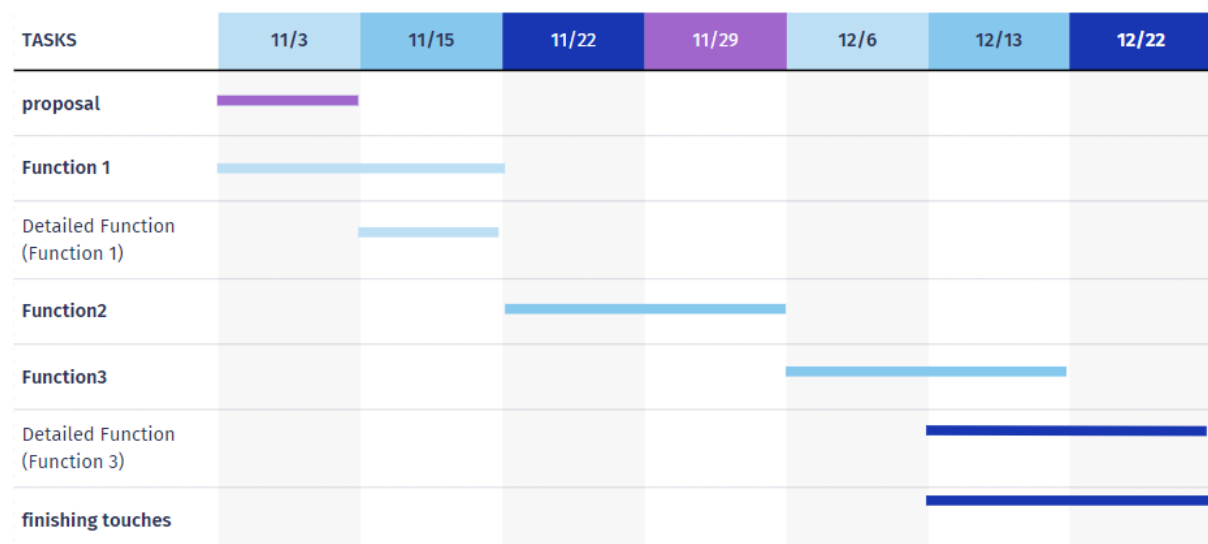 TASKS 11/3 11/15 11/22 11/29 12/6 12/13 12/22
proposal
Function 1
Detailed Function
(Function 1)
Function2
Function3
Detailed Function
(Function 3)
finishing touches